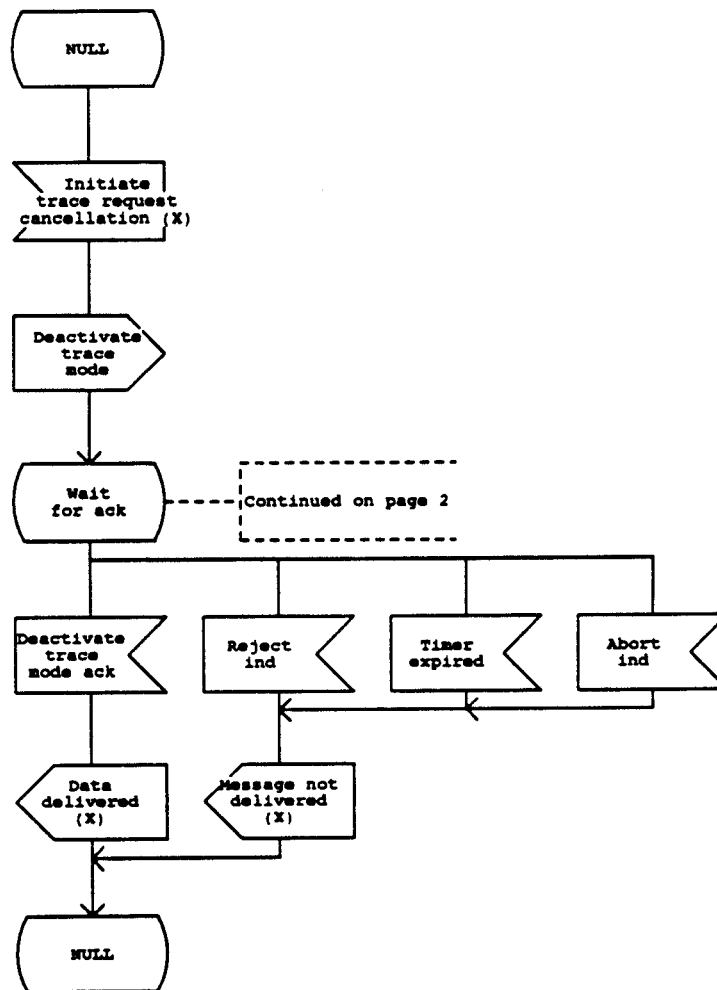 NULL
Initiate
trace request
cancellation (X)
Deactivate
trace
mode
Wait
for ack
Continued on page 2
Deactivate
trace
mode ack
Reject
ind
Timer
expired
Abort
ind
Data
delivered
(X)
Message not
delivered
(X)
NULL